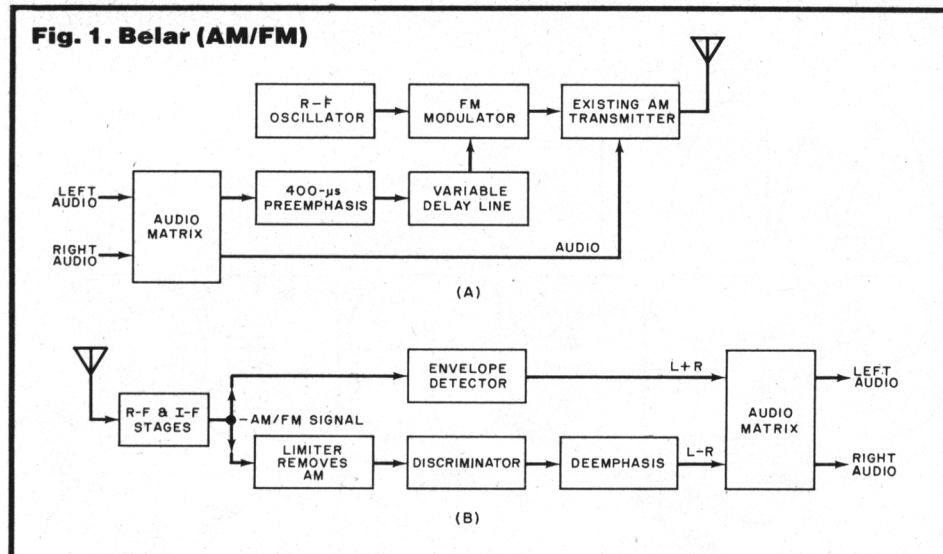 Fig. 1. Belar (AM/FM)
R-F
OSCILLATOR
FM
MODULATOR
EXISTING AM
TRANSMITTER
LEFT
AUDIO
RIGHT
AUDIO
AUDIO
MATRIX
400-µs
PREEMPHASIS
VARIABLE
DELAY LINE
AUDIO
(A)
R-F & I-F
STAGES
AM/FM SIGNAL
ENVELOPE
DETECTOR
L+R
LIMITER
REMOVES
AM
DISCRIMINATOR
DEEMPHASIS
L-R
AUDIO
MATRIX
LEFT
AUDIO
RIGHT
AUDIO
(B)